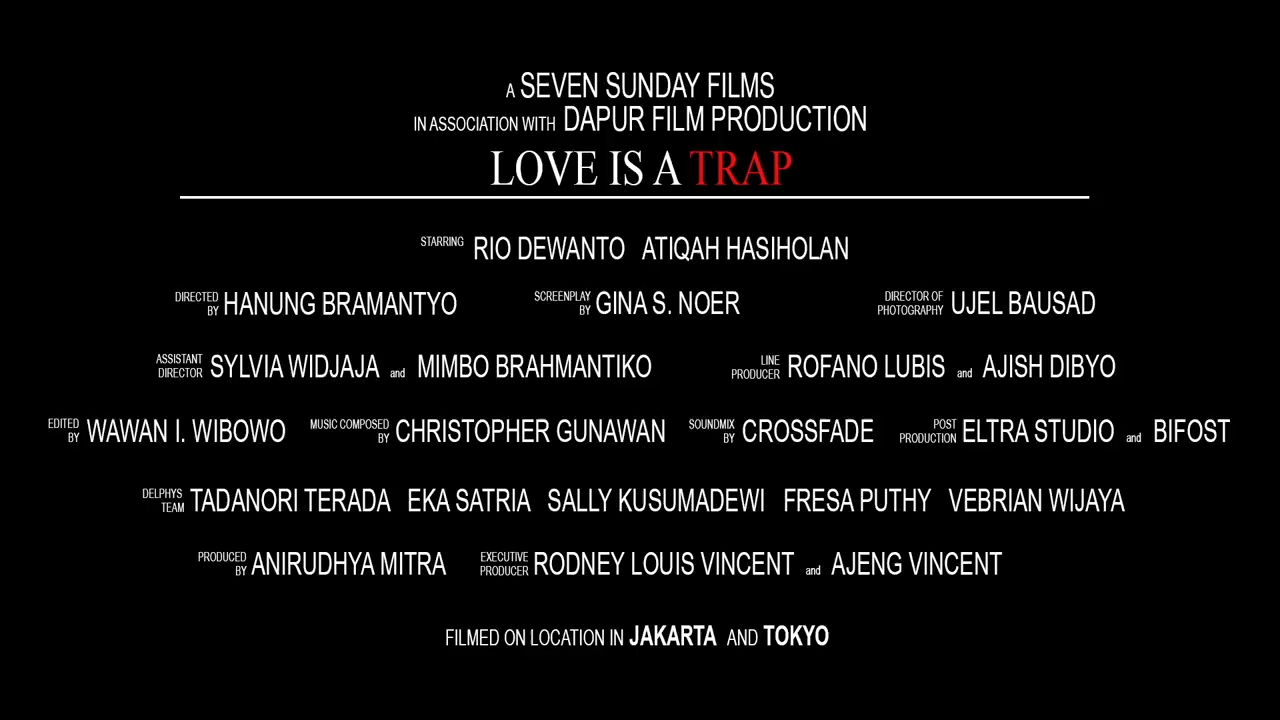 A SEVEN SUNDAY FILMS
IN ASSOCIATION WITH DAPUR FILM PRODUCTION
LOVE IS A TRAP
STARRING RIO DEWANTO ATIQAH HASIHOLAN
DIRECTED BY HANUNG BRAMANTYO SCREENPLAY BY GINA S. NOER DIRECTOR OF PHOTOGRAPHY UJEL BAUSAD
ASSISTANT DIRECTOR SYLVIA WIDJAJA and MIMBO BRAHMANTIKO LINE PRODUCER ROFANO LUBIS and AJISH DIBYO
EDITED BY WAWAN I. WIBOWO MUSIC COMPOSED BY CHRISTOPHER GUNAWAN SOUNDMIX BY CROSSFADE POST PRODUCTION ELTRA STUDIO and BIFOST
DELPHYS TEAM TADANORI TERADA EKA SATRIA SALLY KUSUMADEWI FRESA PUTHY VEBRIAN WIJAYA
PRODUCED BY ANIRUDHYA MITRA EXECUTIVE PRODUCER RODNEY LOUIS VINCENT and AJENG VINCENT
FILMED ON LOCATION IN JAKARTA AND TOKYO